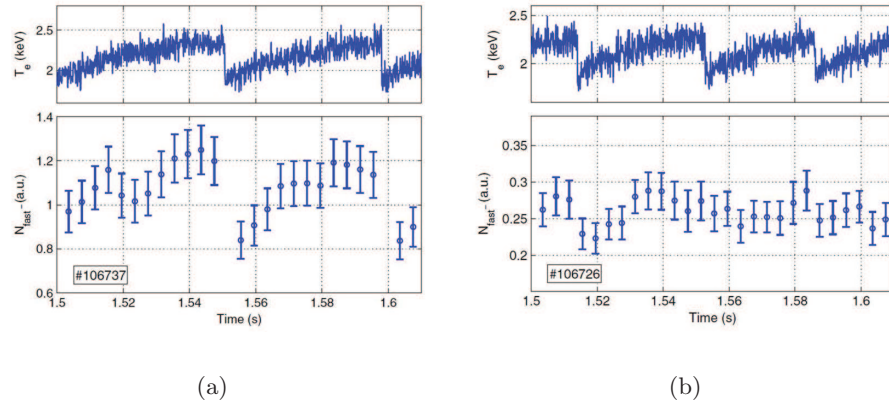 2.5
2
T_e (keV)
1.4
1.2
1
0.8
0.6
N_fast- (a.u.)
#106737
1.5 1.52 1.54 1.56 1.58 1.6
Time (s)
(a)
2.5
2
T_e (keV)
0.35
0.3
0.25
0.2
N_fast- (a.u.)
#106726
1.5 1.52 1.54 1.56 1.58 1.6
Time (s)
(b)